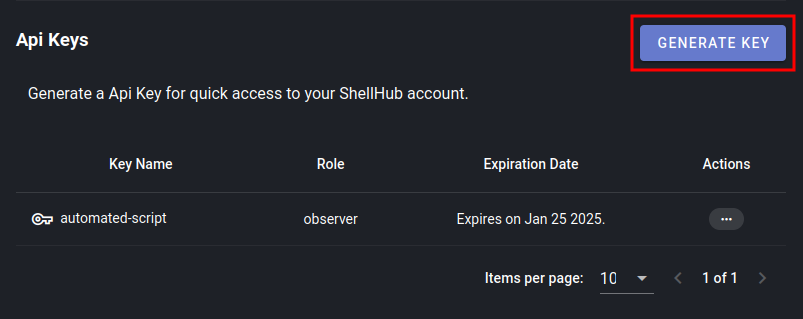 Api Keys
GENERATE KEY
Generate a Api Key for quick access to your ShellHub account.
Key Name Role Expiration Date Actions
automated-script observer Expires on Jan 25 2025.
Items per page: 10 1 of 1